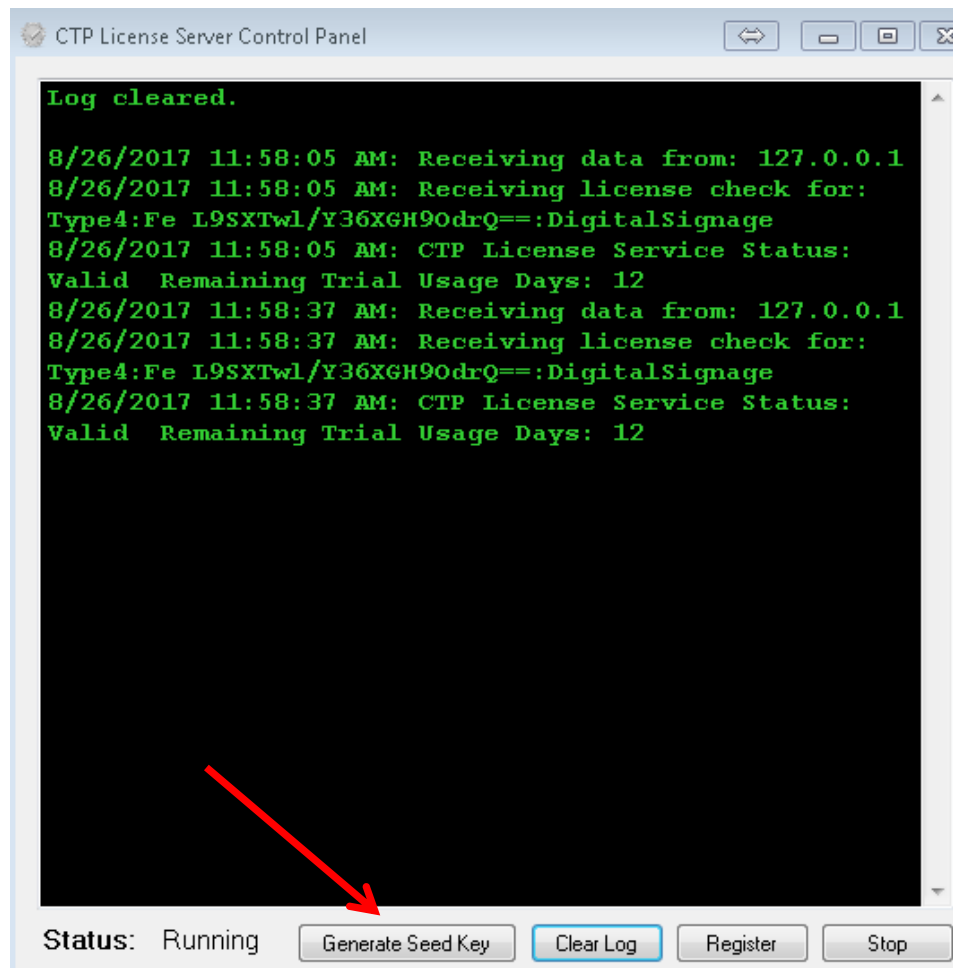 CTP License Server Control Panel
Log cleared.
8/26/2017 11:58:05 AM: Receiving data from: 127.0.0.1
8/26/2017 11:58:05 AM: Receiving license check for:
Type4:Fe L9SXTwl/Y36XGH9OdrQ==:DigitalSignage
8/26/2017 11:58:05 AM: CTP License Service Status:
Valid  Remaining Trial Usage Days: 12
8/26/2017 11:58:37 AM: Receiving data from: 127.0.0.1
8/26/2017 11:58:37 AM: Receiving license check for:
Type4:Fe L9SXTwl/Y36XGH9OdrQ==:DigitalSignage
8/26/2017 11:58:37 AM: CTP License Service Status:
Valid  Remaining Trial Usage Days: 12
Status: Running Generate Seed Key Clear Log Register Stop